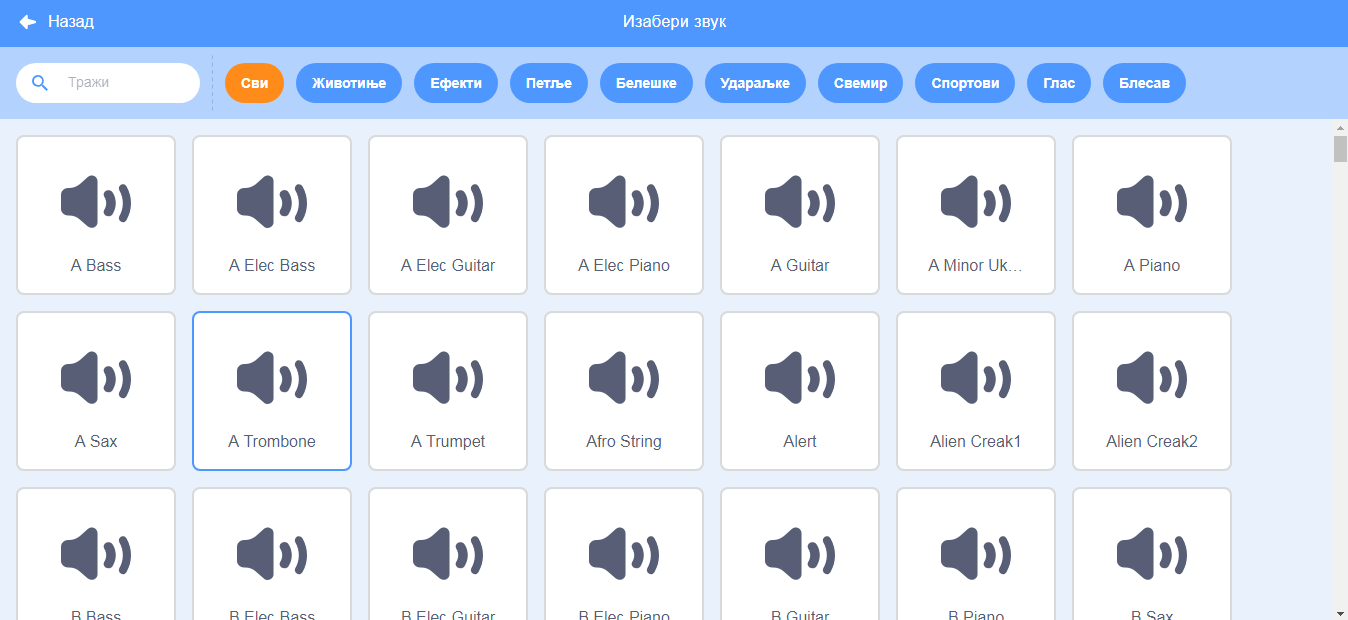 Назад
Изабери звук
Тражи
Сви
Животиње
Ефекти
Петље
Белешке
Удараљке
Свемир
Спортови
Глас
Блесав
A Bass
A Elec Bass
A Elec Guitar
A Elec Piano
A Guitar
A Minor Uk...
A Piano
A Sax
A Trombone
A Trumpet
Afro String
Alert
Alien Creak1
Alien Creak2
B Bass
B Elec Bass
B Elec Guitar
B Elec Piano
B Guitar
B Piano
B Sax